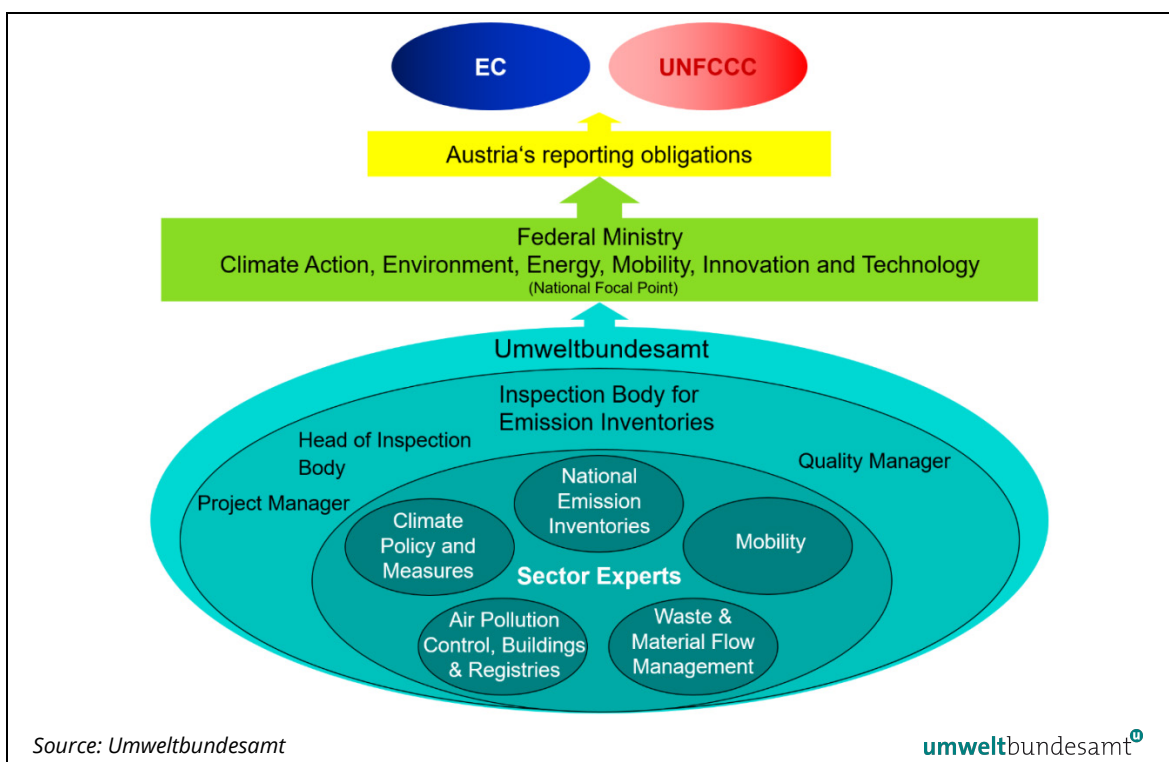 EC
UNFCCC
Austria‘s reporting obligations
Federal Ministry
Climate Action, Environment, Energy, Mobility, Innovation and Technology
(National Focal Point)
Umweltbundesamt
Inspection Body for
Emission Inventories
Head of Inspection
Body
Quality Manager
Project Manager
National
Emission
Inventories
Climate
Policy and
Measures
Mobility
Sector Experts
Air Pollution
Control, Buildings
& Registries
Waste &
Material Flow
Management
Source: Umweltbundesamt
umweltbundesamt
u